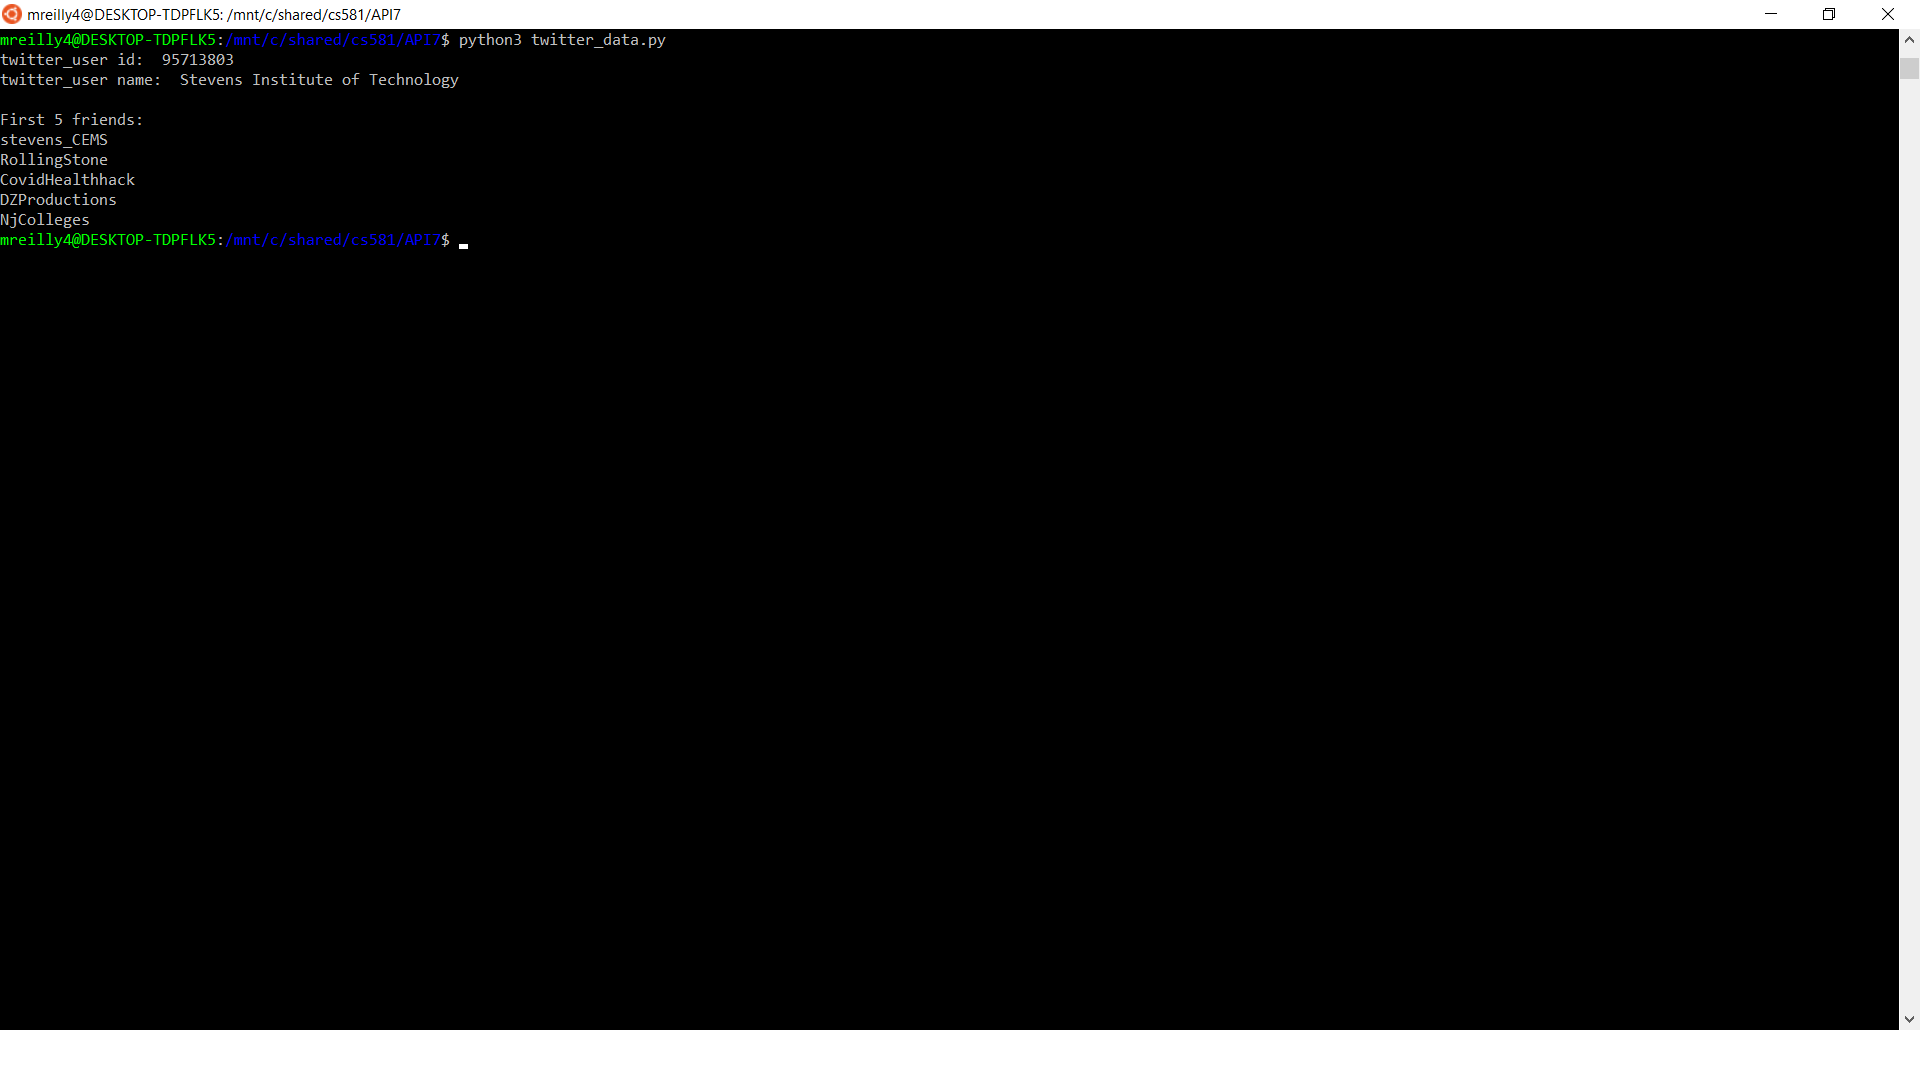 mreilly4@DESKTOP-TDPFLK5: /mnt/c/shared/cs581/API7
mreilly4@DESKTOP-TDPFLK5:/mnt/c/shared/cs581/API7$ python3 twitter_data.py
twitter_user id:  95713803
twitter_user name:  Stevens Institute of Technology
First 5 friends:
stevens_CEMS
RollingStone
CovidHealthhack
DZProductions
NjColleges
mreilly4@DESKTOP-TDPFLK5:/mnt/c/shared/cs581/API7$